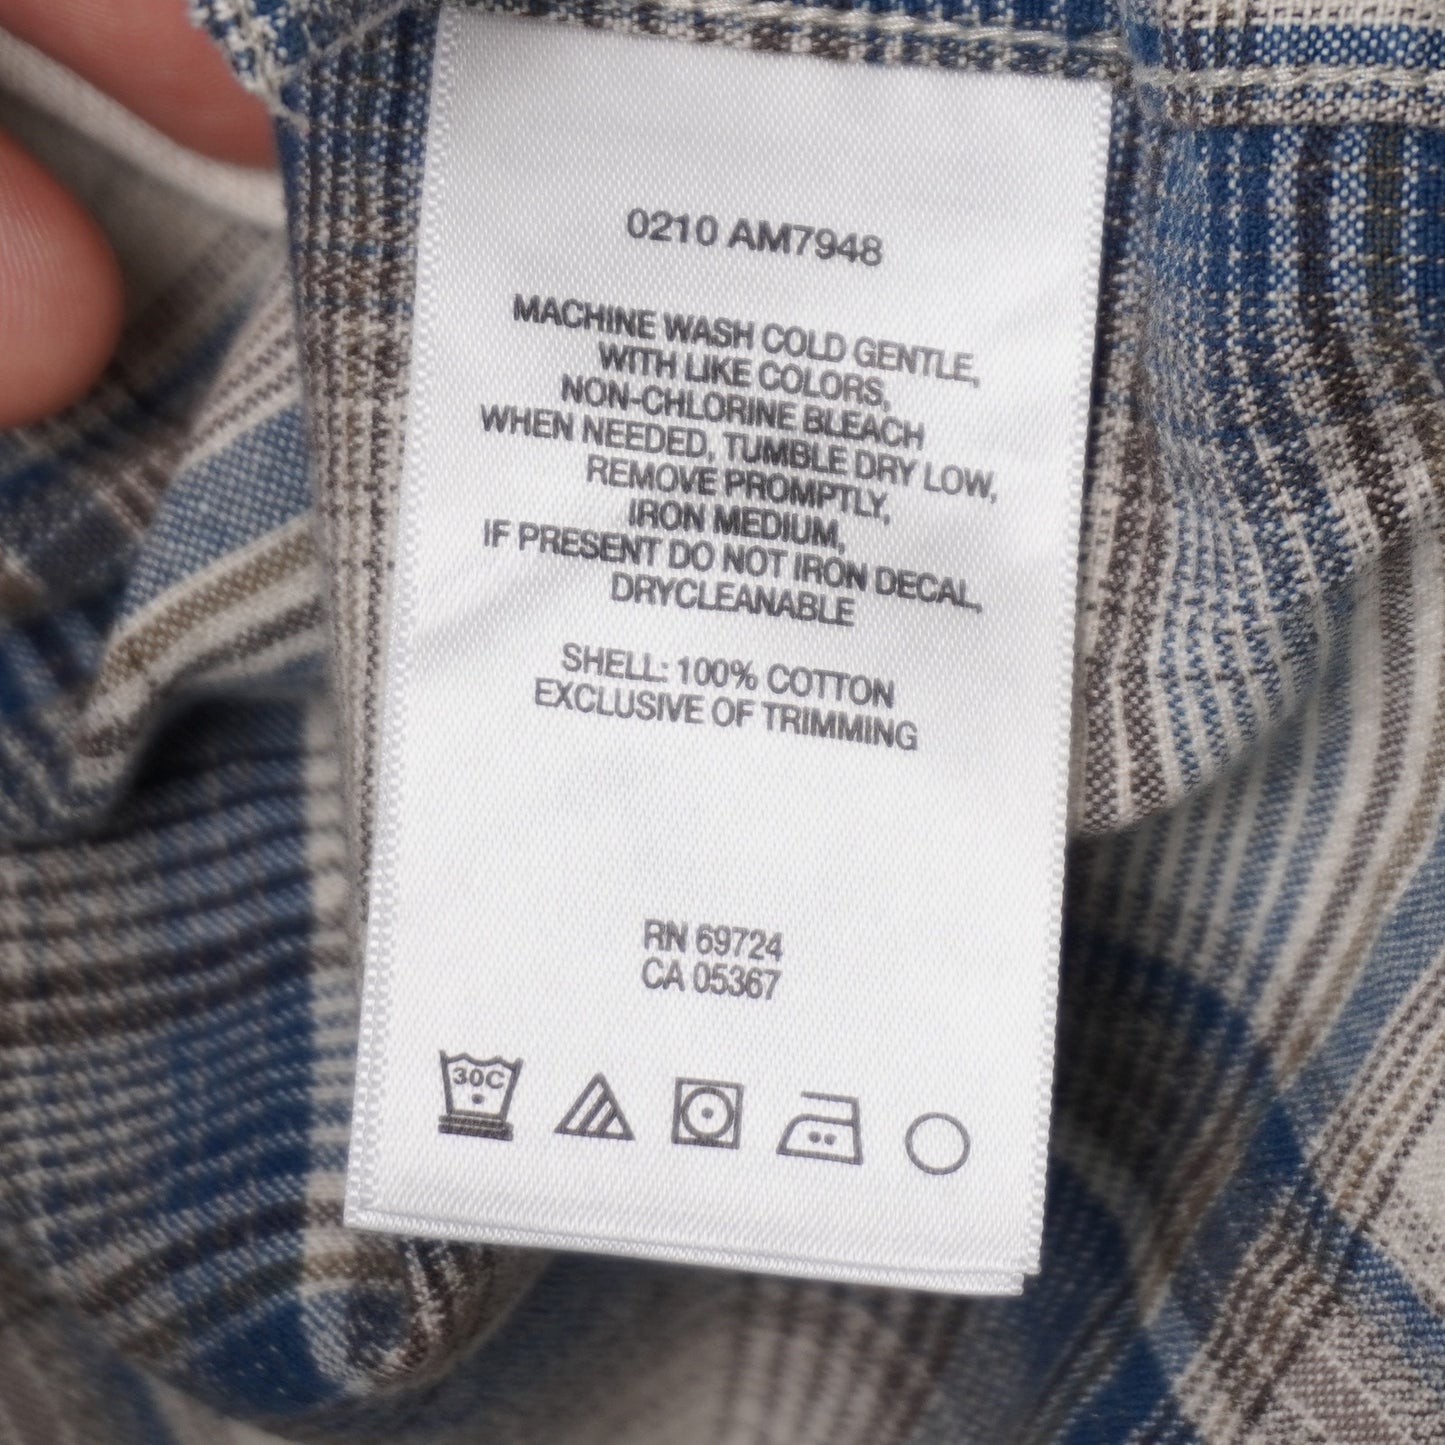 0210 AM7948
MACHINE WASH COLD GENTLE,
WITH LIKE COLORS,
NON-CHLORINE BLEACH
WHEN NEEDED, TUMBLE DRY LOW,
REMOVE PROMPTLY,
IRON MEDIUM,
IF PRESENT DO NOT IRON DECAL,
DRYCLEANABLE
SHELL: 100% COTTON
EXCLUSIVE OF TRIMMING
RN 69724
CA 05367
30C